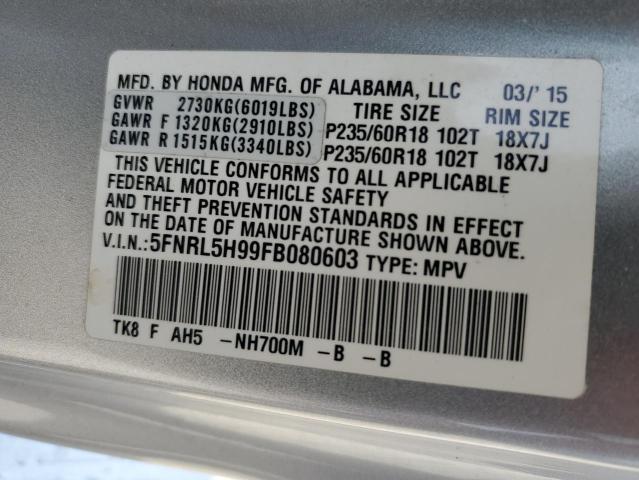 MFD. BY HONDA MFG. OF ALABAMA, LLC 03/' 15
GVWR 2730KG(6019LBS) TIRE SIZE RIM SIZE
GAWR F 1320KG(2910LBS) P235/60R18 102T 18X7J
GAWR R 1515KG(3340LBS) P235/60R18 102T 18X7J
THIS VEHICLE CONFORMS TO ALL APPLICABLE
FEDERAL MOTOR VEHICLE SAFETY
AND THEFT PREVENTION STANDARDS IN EFFECT
ON THE DATE OF MANUFACTURE SHOWN ABOVE.
V.I.N.:5FNRL5H99FB080603 TYPE: MPV
TK8 F AH5 -NH700M -B -B